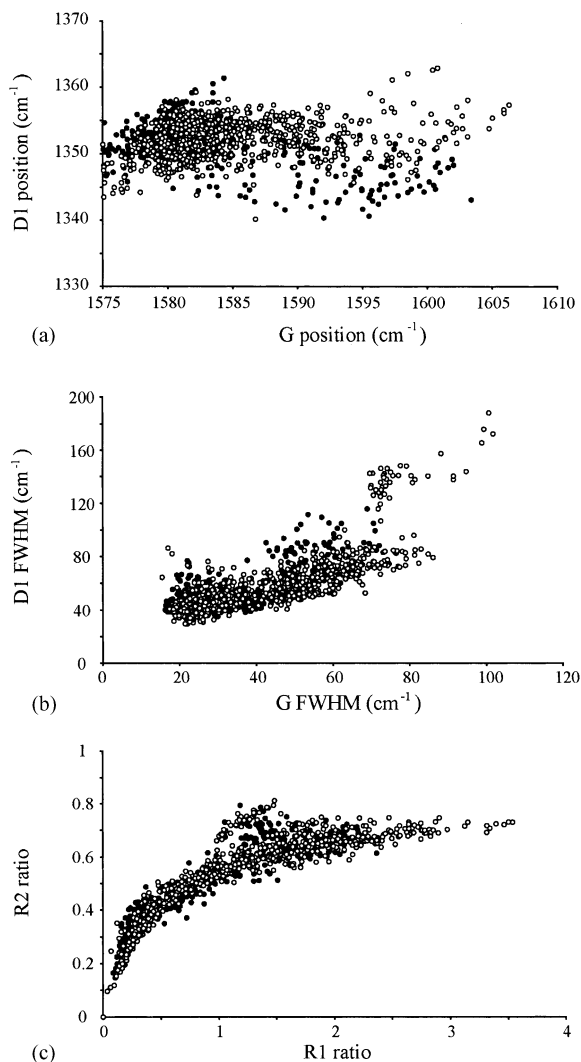 1370
1360
1350
1340
1330
D1 position (cm-1)
1575 1580 1585 1590 1595 1600 1605 1610
(a) G position (cm-1)
200
160
120
80
40
0
D1 FWHM (cm-1)
0 20 40 60 80 100 120
(b) G FWHM (cm-1)
1
0.8
0.6
0.4
0.2
0
R2 ratio
0 1 2 3 4
(c) R1 ratio